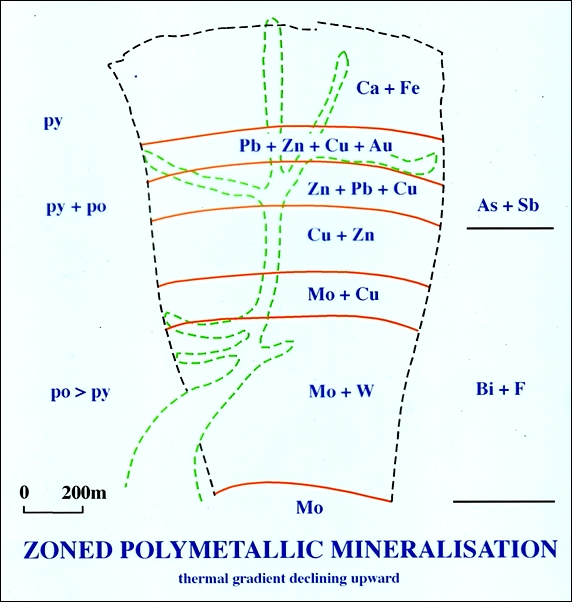 Ca + Fe
py
Pb + Zn + Cu + Au
Zn + Pb + Cu
py + po
As + Sb
Cu + Zn
Mo + Cu
po > py
Mo + W
Bi + F
0 200m
Mo
ZONED POLYMETALLIC MINERALISATION
thermal gradient declining upward